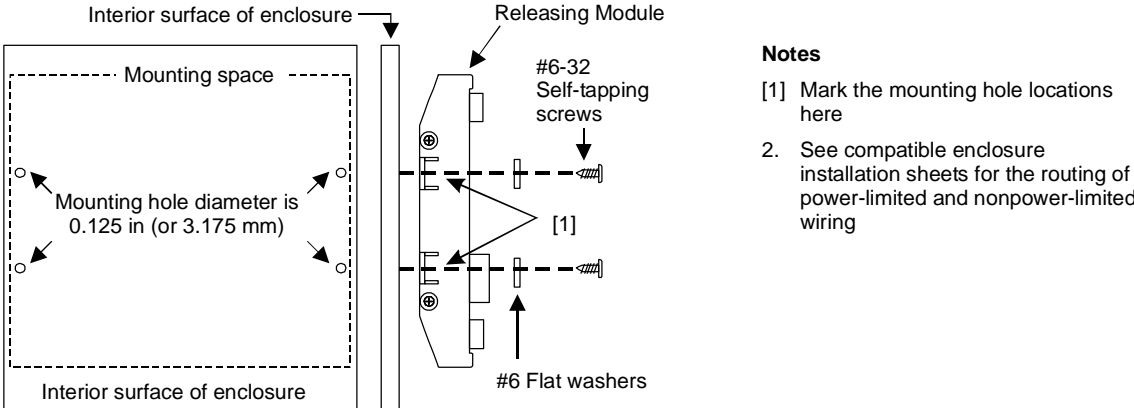 Interior surface of enclosure
Releasing Module
Mounting space
#6-32
Self-tapping
screws
Mounting hole diameter is
0.125 in (or 3.175 mm)
[1]
#6 Flat washers
Interior surface of enclosure
Notes
[1] Mark the mounting hole locations
here
2. See compatible enclosure
installation sheets for the routing of
power-limited and nonpower-limited
wiring